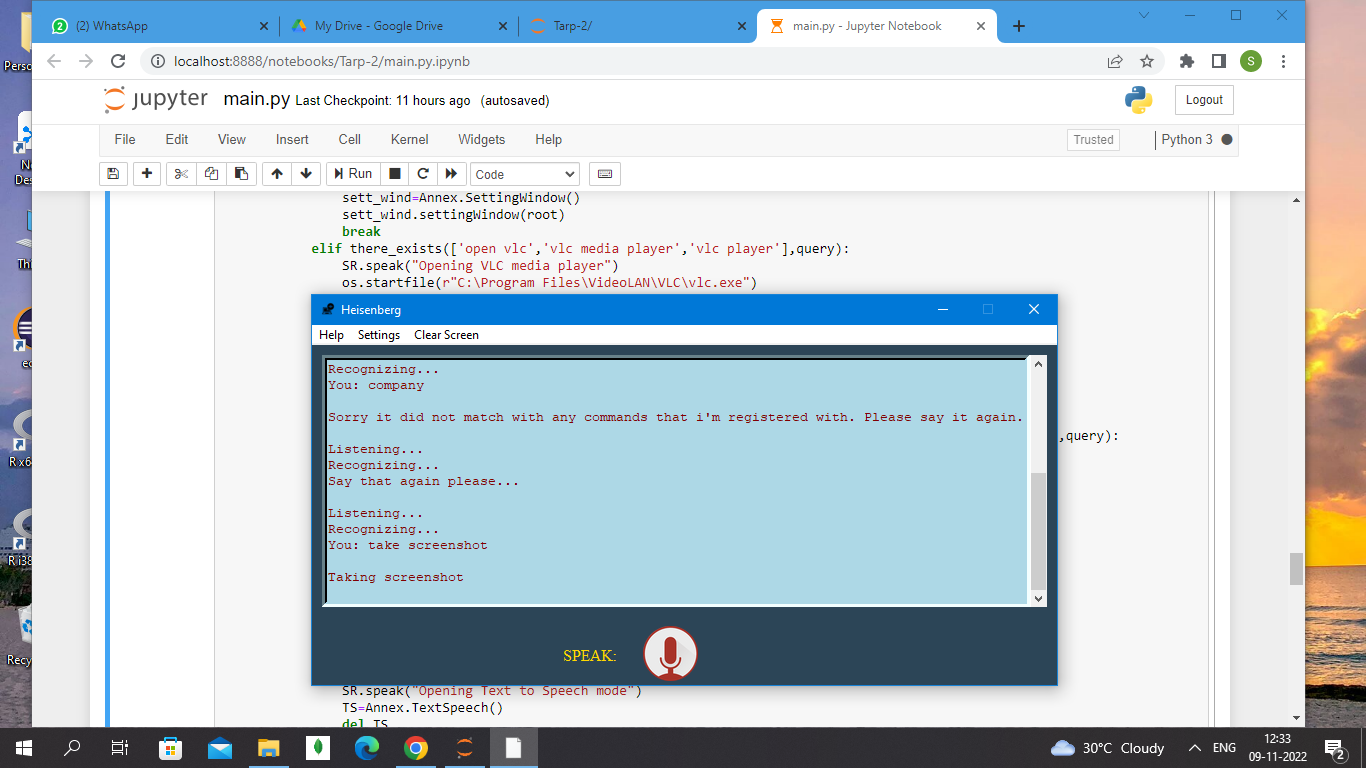 (2) WhatsApp
My Drive - Google Drive
Tarp-2/
main.py - Jupyter Notebook
localhost:8888/notebooks/Tarp-2/main.py.ipynb
S
jupyter main.py Last Checkpoint: 11 hours ago (autosaved)
Logout
File Edit View Insert Cell Kernel Widgets Help
Trusted Python 3
Run Code
sett_wind=Annex.SettingWindow()
sett_wind.settingWindow(root)
break
elif there_exists(['open vlc','vlc media player','vlc player'],query):
SR.speak("Opening VLC media player")
os.startfile(r"C:\Program Files\VideoLAN\VLC\vlc.exe")
Heisenberg
Help Settings Clear Screen
Recognizing...
You: company
Sorry it did not match with any commands that i'm registered with. Please say it again.
,query):
Listening...
Recognizing...
Say that again please...
Listening...
Recognizing...
You: take screenshot
Taking screenshot
SPEAK:
SR.speak("Opening Text to Speech mode")
TS=Annex.TextSpeech()
del TS
Perso
N
Des
Thi
ec
R x6
R i38
Recy
30°C Cloudy
ENG
12:33
09-11-2022
2